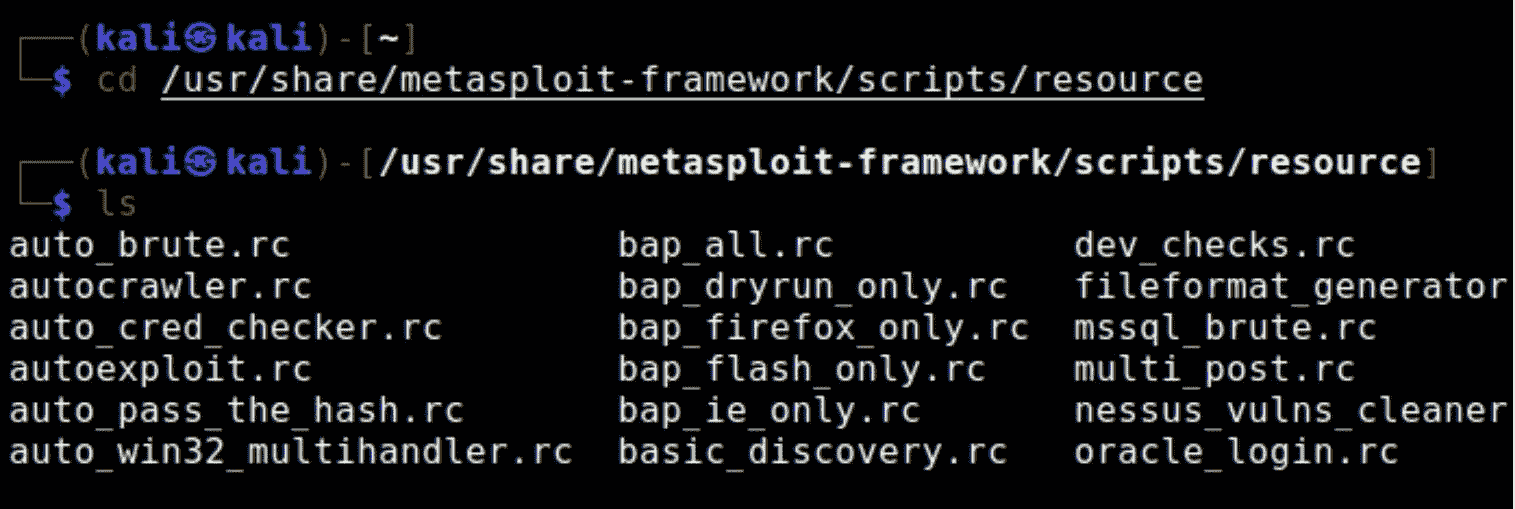 ┌──(kali㉿kali)-[~]
└─$ cd /usr/share/metasploit-framework/scripts/resource
┌──(kali㉿kali)-[/usr/share/metasploit-framework/scripts/resource]
└─$ ls
auto_brute.rc bap_all.rc dev_checks.rc
autocrawler.rc bap_dryrun_only.rc fileformat_generator
auto_cred_checker.rc bap_firefox_only.rc mssql_brute.rc
autoexploit.rc bap_flash_only.rc multi_post.rc
auto_pass_the_hash.rc bap_ie_only.rc nessus_vulns_cleaner
auto_win32_multihandler.rc basic_discovery.rc oracle_login.rc